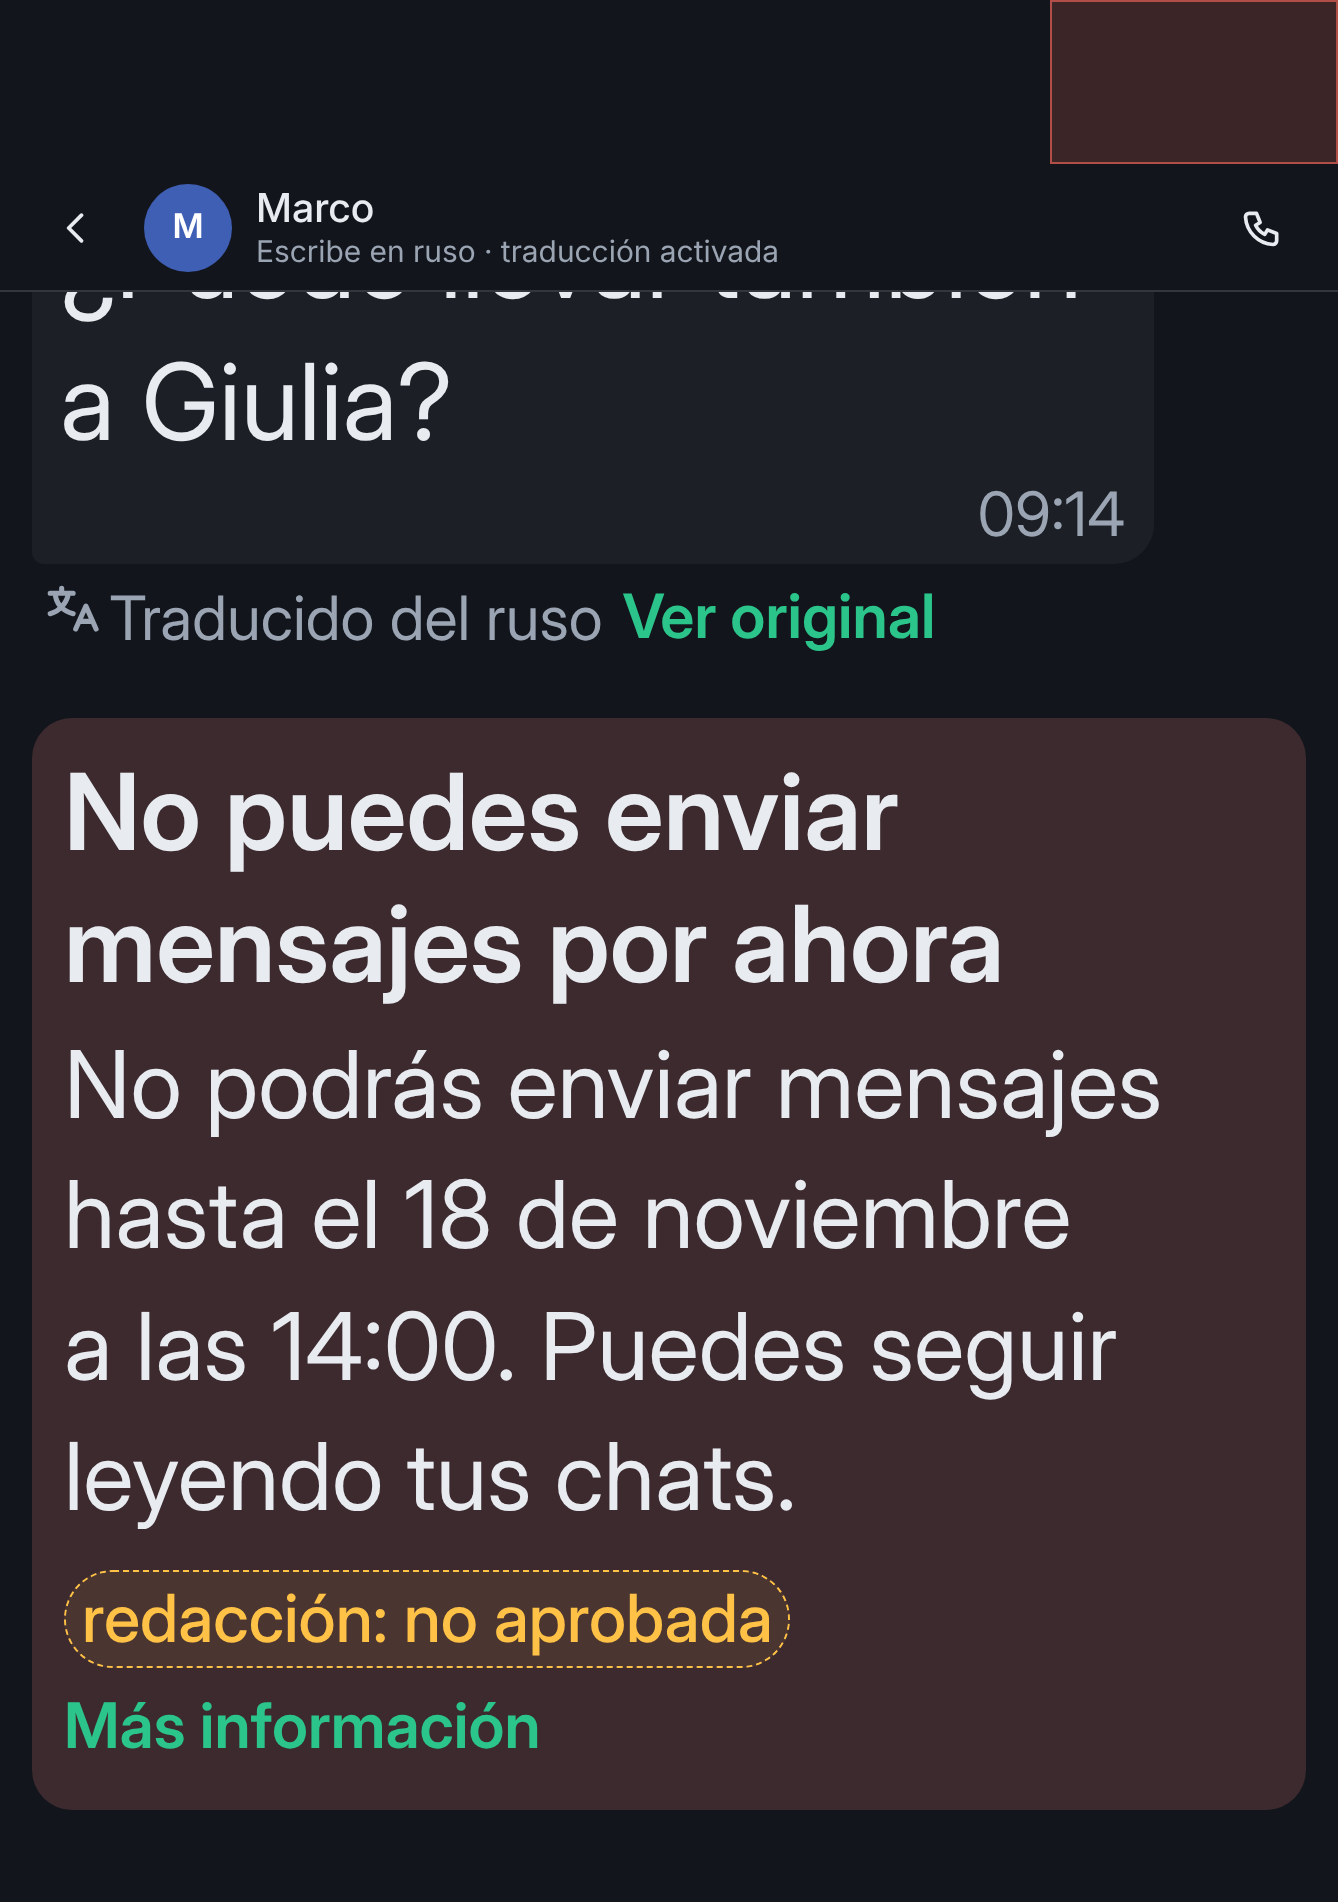 M
Marco
Escribe en ruso · traducción activada
a Giulia?
09:14
Traducido del ruso Ver original
No puedes enviar
mensajes por ahora
No podrás enviar mensajes
hasta el 18 de noviembre
a las 14:00. Puedes seguir
leyendo tus chats.
redacción: no aprobada
Más información